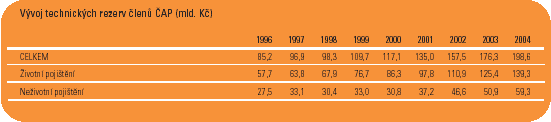 Vývoj technických rezerv členů ČAP (mld. Kč)
1996 1997 1998 1999 2000 2001 2002 2003 2004
CELKEM 85,2 96,9 98,3 109,7 117,1 135,0 157,5 176,3 198,6
Životní pojištění 57,7 63,8 67,9 76,7 86,3 97,8 110,9 125,4 139,3
Neživotní pojištění 27,5 33,1 30,4 33,0 30,8 37,2 46,6 50,9 59,3